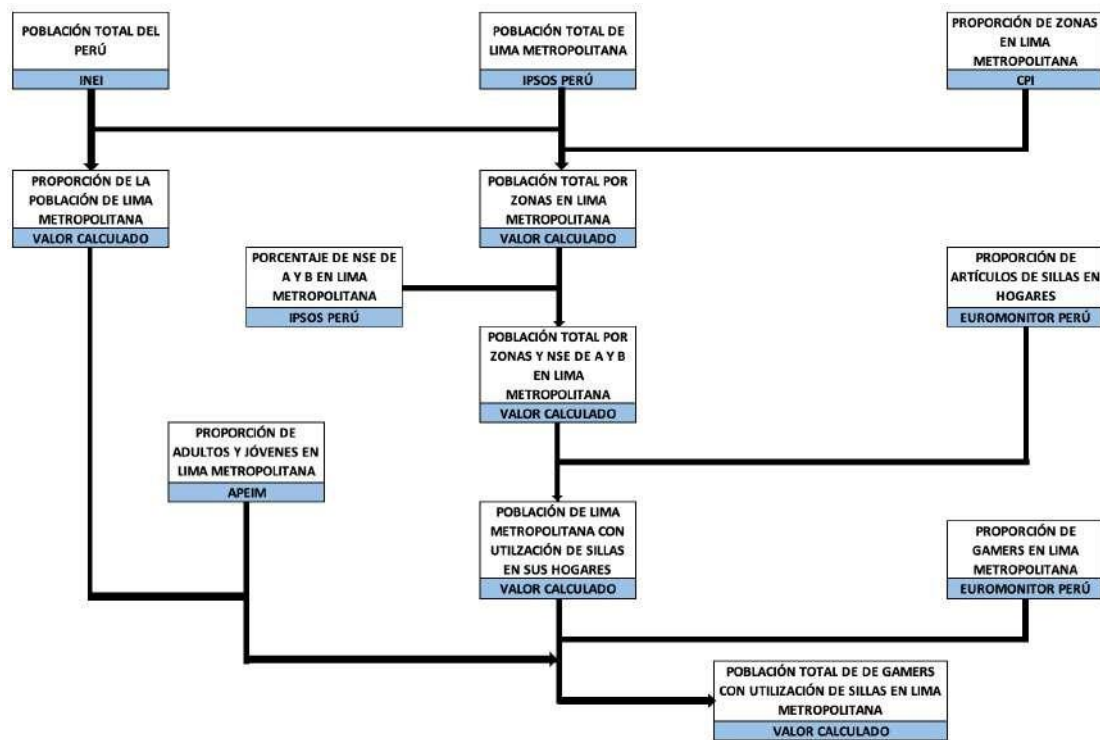 POBLACIÓN TOTAL DEL
PERÚ
INEI
POBLACIÓN TOTAL DE
LIMA METROPOLITANA
IPSOS PERÚ
PROPORCIÓN DE ZONAS
EN LIMA
METROPOLITANA
CPI
PROPORCIÓN DE LA
POBLACIÓN DE LIMA
METROPOLITANA
VALOR CALCULADO
POBLACIÓN TOTAL POR
ZONAS EN LIMA
METROPOLITANA
VALOR CALCULADO
PORCENTAJE DE NSE DE
A Y B EN LIMA
METROPOLITANA
IPSOS PERÚ
PROPORCIÓN DE
ARTÍCULOS DE SILLAS EN
HOGARES
EUROMONITOR PERÚ
POBLACIÓN TOTAL POR
ZONAS Y NSE DE A Y B
EN LIMA
METROPOLITANA
VALOR CALCULADO
PROPORCIÓN DE
ADULTOS Y JÓVENES EN
LIMA METROPOLITANA
APEIM
POBLACIÓN DE LIMA
METROPOLITANA CON
UTILZACIÓN DE SILLAS
EN SUS HOGARES
VALOR CALCULADO
PROPORCIÓN DE
GAMERS EN LIMA
METROPOLITANA
EUROMONITOR PERÚ
POBLACIÓN TOTAL DE DE GAMERS
CON UTILIZACIÓN DE SILLAS EN LIMA
METROPOLITANA
VALOR CALCULADO